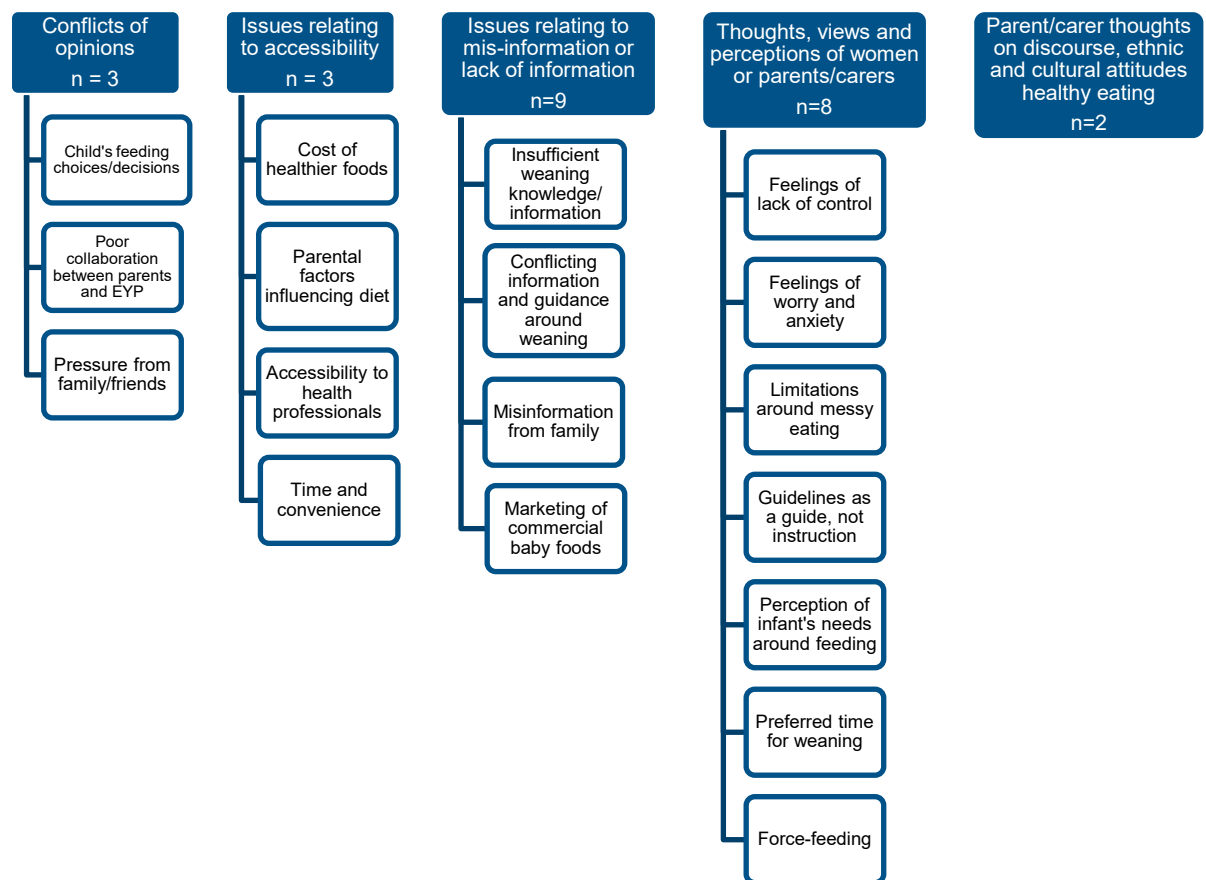 Conflicts of
opinions
n = 3
Child's feeding
choices/decisions
Poor
collaboration
between parents
and EYP
Pressure from
family/friends
Issues relating
to accessibility
n = 3
Cost of
healthier foods
Parental
factors
influencing diet
Accessibility to
health
professionals
Time and
convenience
Issues relating to
mis-information or
lack of information
n=9
Insufficient
weaning
knowledge/
information
Conflicting
information
and guidance
around
weaning
Misinformation
from family
Marketing of
commercial
baby foods
Thoughts, views and
perceptions of women
or parents/carers
n=8
Feelings of
lack of control
Feelings of
worry and
anxiety
Limitations
around messy
eating
Guidelines as
a guide, not
instruction
Perception of
infant's needs
around feeding
Preferred time
for weaning
Force-feeding
Parent/carer thoughts
on discourse, ethnic
and cultural attitudes
healthy eating
n=2